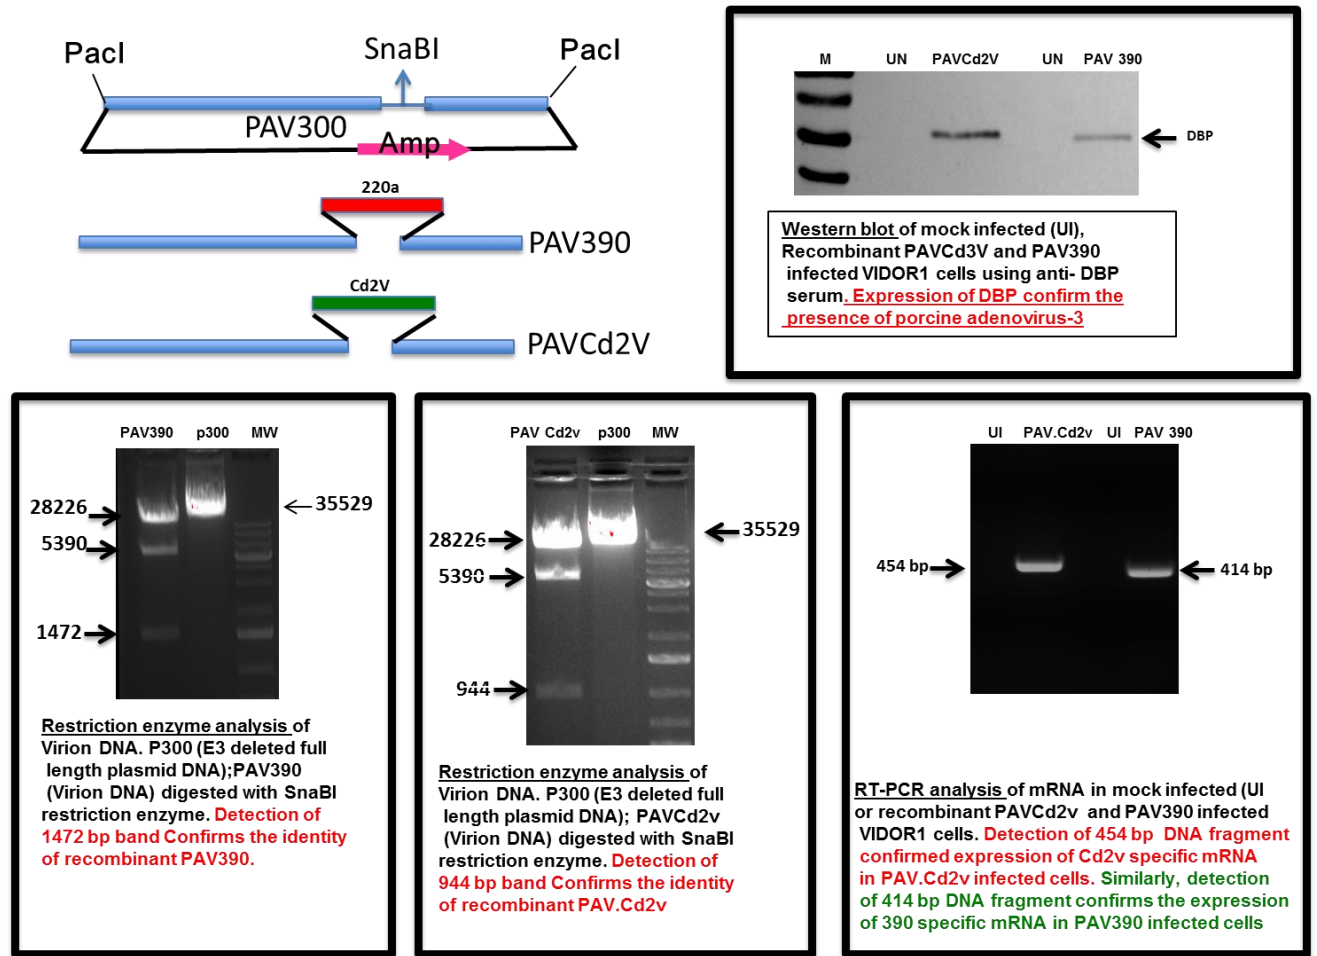 PacI
SnaBI
PacI
PAV300
Amp
220a
PAV390
Cd2V
PAVCd2V
M UN PAVCd2V UN PAV 390
DBP
Western blot of mock infected (UI),
Recombinant PAVCd3V and PAV390
infected VIDOR1 cells using anti- DBP
serum. Expression of DBP confirm the
presence of porcine adenovirus-3
PAV390 p300 MW
28226
35529
5390
1472
Restriction enzyme analysis of
Virion DNA. P300 (E3 deleted full
length plasmid DNA);PAV390
(Virion DNA) digested with SnaBI
restriction enzyme. Detection of
1472 bp band Confirms the identity
of recombinant PAV390.
PAV Cd2v p300 MW
28226
35529
5390
944
Restriction enzyme analysis of
Virion DNA. P300 (E3 deleted full
length plasmid DNA); PAVCd2v
(Virion DNA) digested with SnaBI
restriction enzyme. Detection of
944 bp band Confirms the identity
of recombinant PAV.Cd2v
UI PAV.Cd2v UI PAV 390
454 bp
414 bp
RT-PCR analysis of mRNA in mock infected (UI
or recombinant PAVCd2v and PAV390 infected
VIDOR1 cells. Detection of 454 bp DNA fragment
confirmed expression of Cd2v specific mRNA
in PAV.Cd2v infected cells. Similarly, detection
of 414 bp DNA fragment confirms the expression
of 390 specific mRNA in PAV390 infected cells